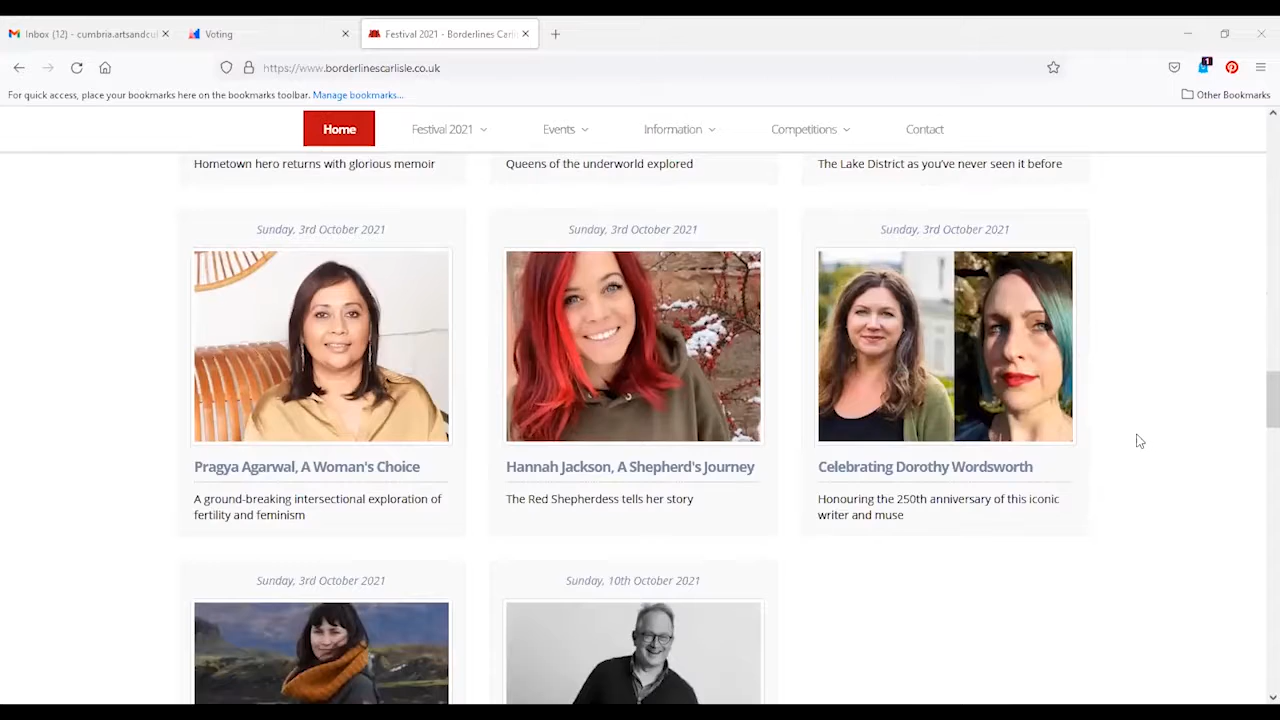 Inbox (12) - cumbria.artsandcul
Voting
Festival 2021 - Borderlines Carli
https://www.borderlinescarlisle.co.uk
1
For quick access, place your bookmarks here on the bookmarks toolbar. Manage bookmarks...
Other Bookmarks
Home
Festival 2021
Events
Information
Competitions
Contact
Hometown hero returns with glorious memoir
Queens of the underworld explored
The Lake District as you've never seen it before
Sunday, 3rd October 2021
Sunday, 3rd October 2021
Sunday, 3rd October 2021
Pragya Agarwal, A Woman's Choice
Hannah Jackson, A Shepherd's Journey
Celebrating Dorothy Wordsworth
A ground-breaking intersectional exploration of
fertility and feminism
The Red Shepherdess tells her story
Honouring the 250th anniversary of this iconic
writer and muse
Sunday, 3rd October 2021
Sunday, 10th October 2021